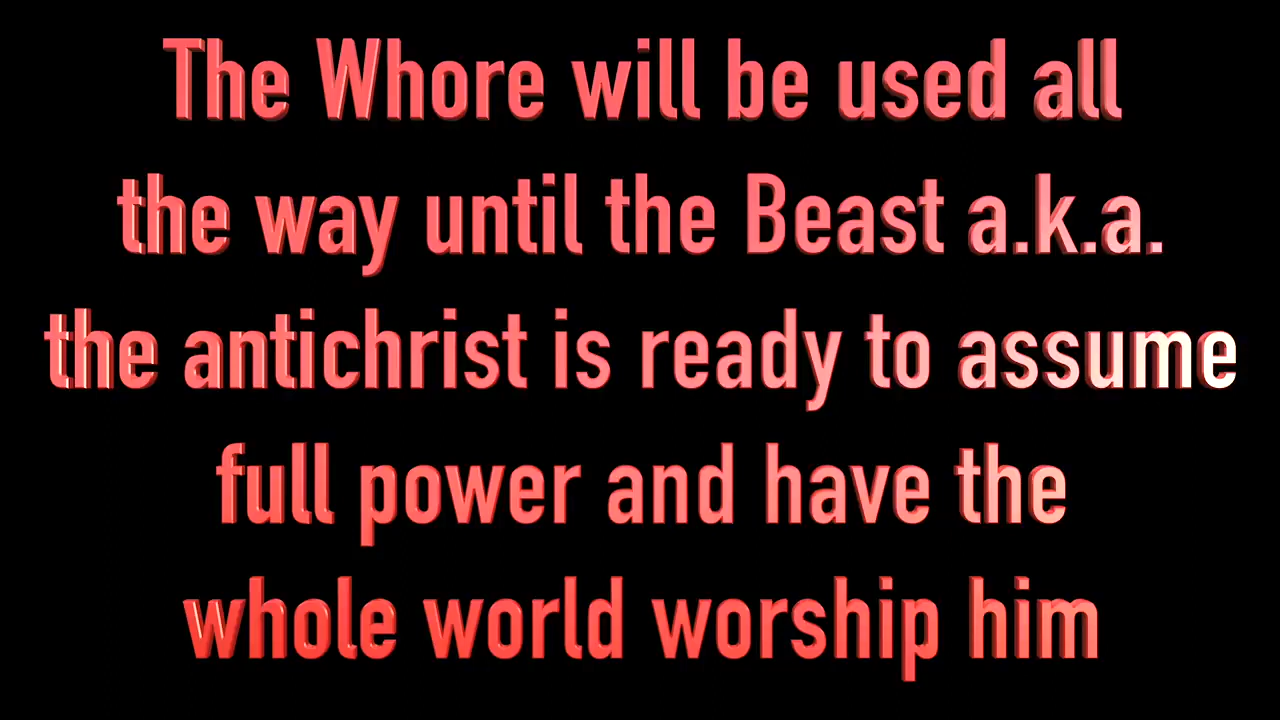 The Whore will be used all
the way until the Beast a.k.a.
the antichrist is ready to assume
full power and have the
whole world worship him